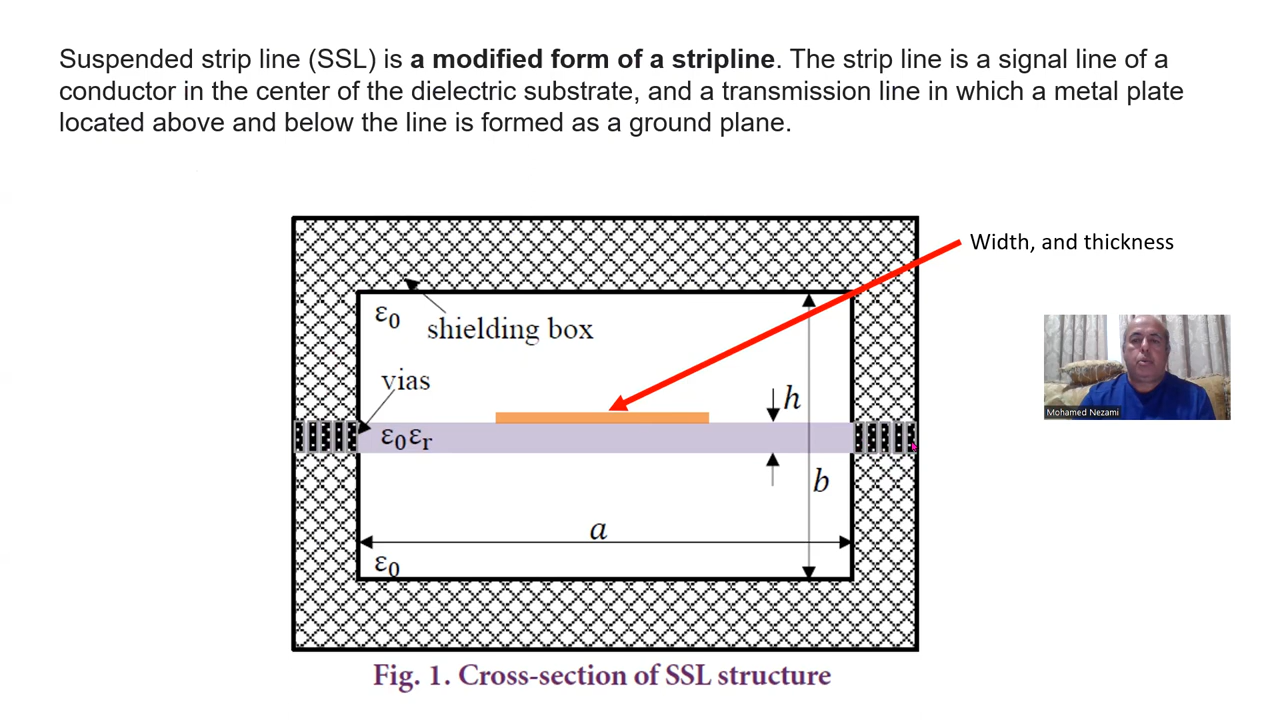 Suspended strip line (SSL) is a modified form of a stripline. The strip line is a signal line of a
conductor in the center of the dielectric substrate, and a transmission line in which a metal plate
located above and below the line is formed as a ground plane.
Width, and thickness
ε0
shielding box
vias
h
ε0εr
b
a
ε0
Mohamed Nezami
Fig. 1. Cross-section of SSL structure